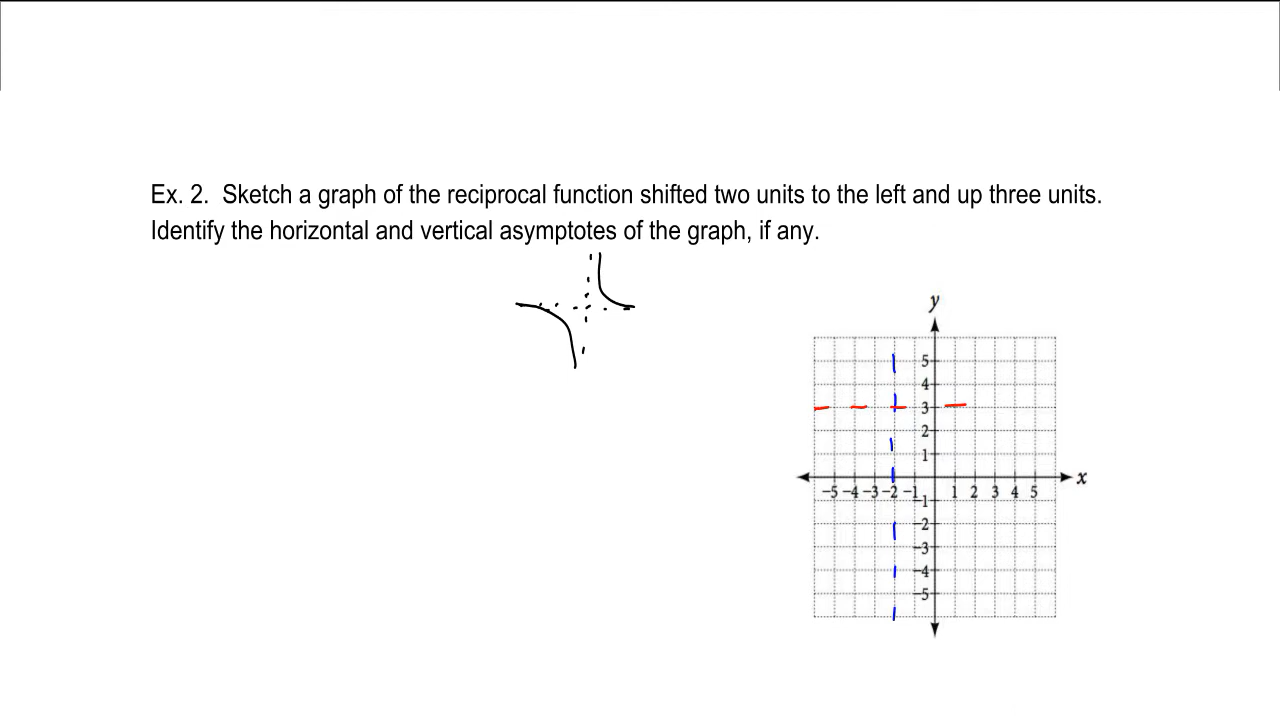 Ex. 2.  Sketch a graph of the reciprocal function shifted two units to the left and up three units.
Identify the horizontal and vertical asymptotes of the graph, if any.
y
5
4
3
2
1
−5 −4 −3 −2 −1 1 2 3 4 5 x
−1
−2
−3
−4
−5